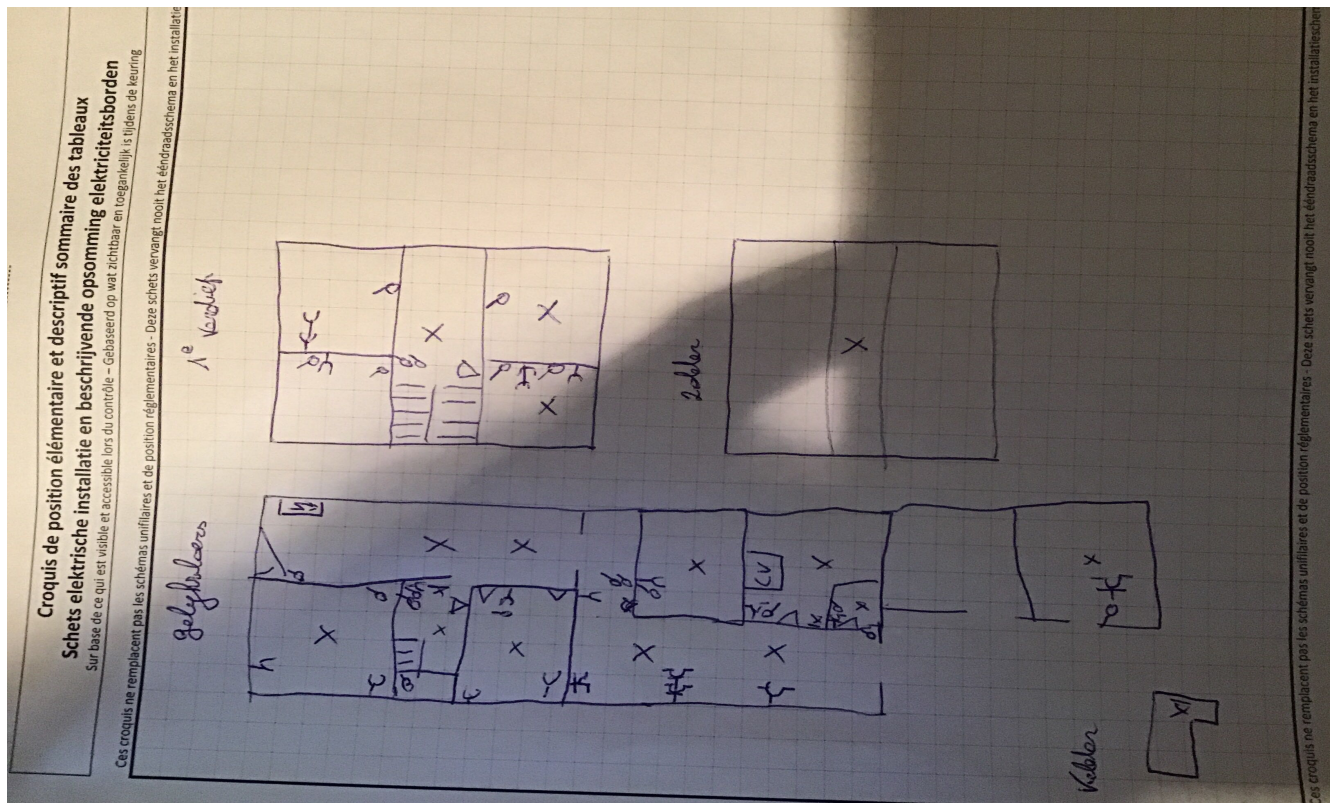 Croquis de position élémentaire et descriptif sommaire des tableaux
Schets elektrische installatie en beschrijvende opsomming elektriciteitsborden
Sur base de ce qui est visible et accessible lors du contrôle – Gebaseerd op wat zichtbaar en toegankelijk is tijdens de keuring
Ces croquis ne remplacent pas les schémas unifilaires et de position réglementaires - Deze schets vervangt nooit het ééndraadsschema en het installatie
gelijkvloers
1e verdiep
Zolder
CV
Kelder
Ces croquis ne remplacent pas les schémas unifilaires et de position réglementaires - Deze schets vervangt nooit het ééndraadsschema en het installatieschem